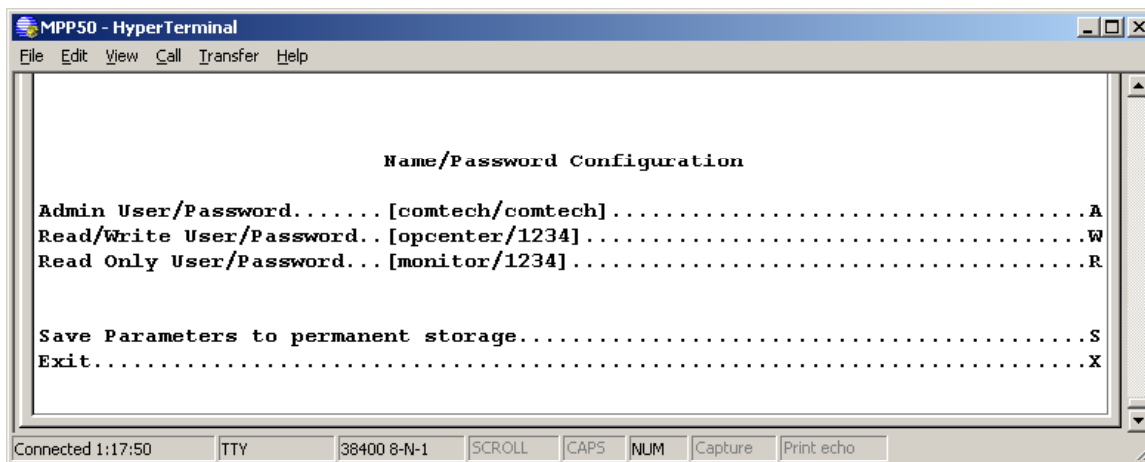 MPP50 - HyperTerminal
File Edit View Call Transfer Help
Name/Password Configuration
Admin User/Password.......[comtech/comtech]....................................A
Read/Write User/Password..[opcenter/1234]......................................W
Read Only User/Password...[monitor/1234].......................................R
Save Parameters to permanent storage...........................................S
Exit...........................................................................X
Connected 1:17:50 TTY 38400 8-N-1 SCROLL CAPS NUM Capture Print echo